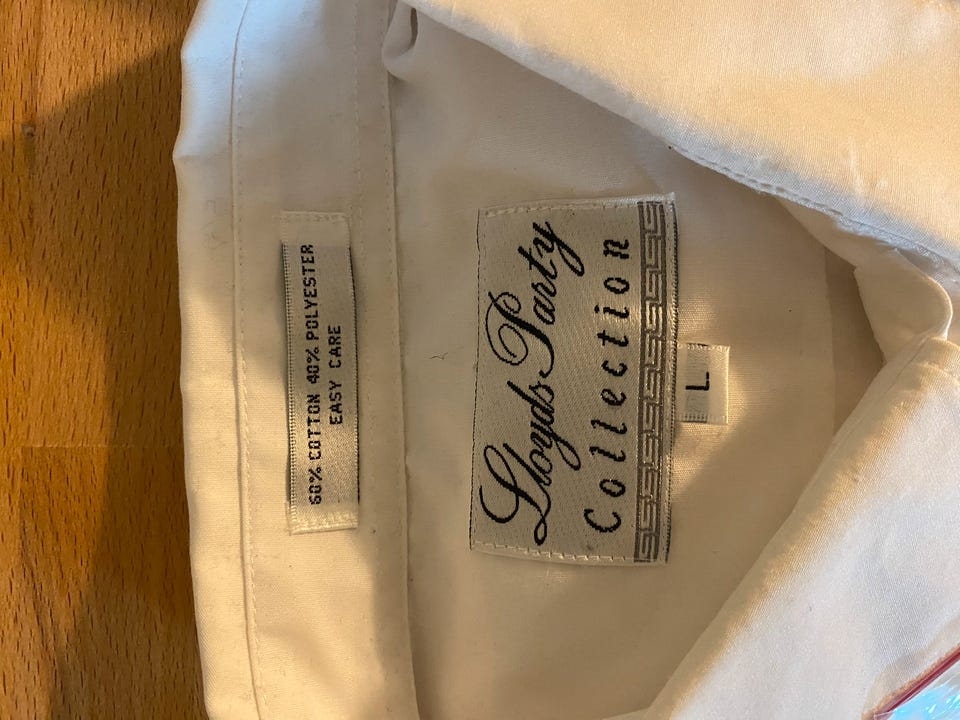 60% COTTON 40% POLYESTER
EASY CARE
Lloyds Party
Collection
L